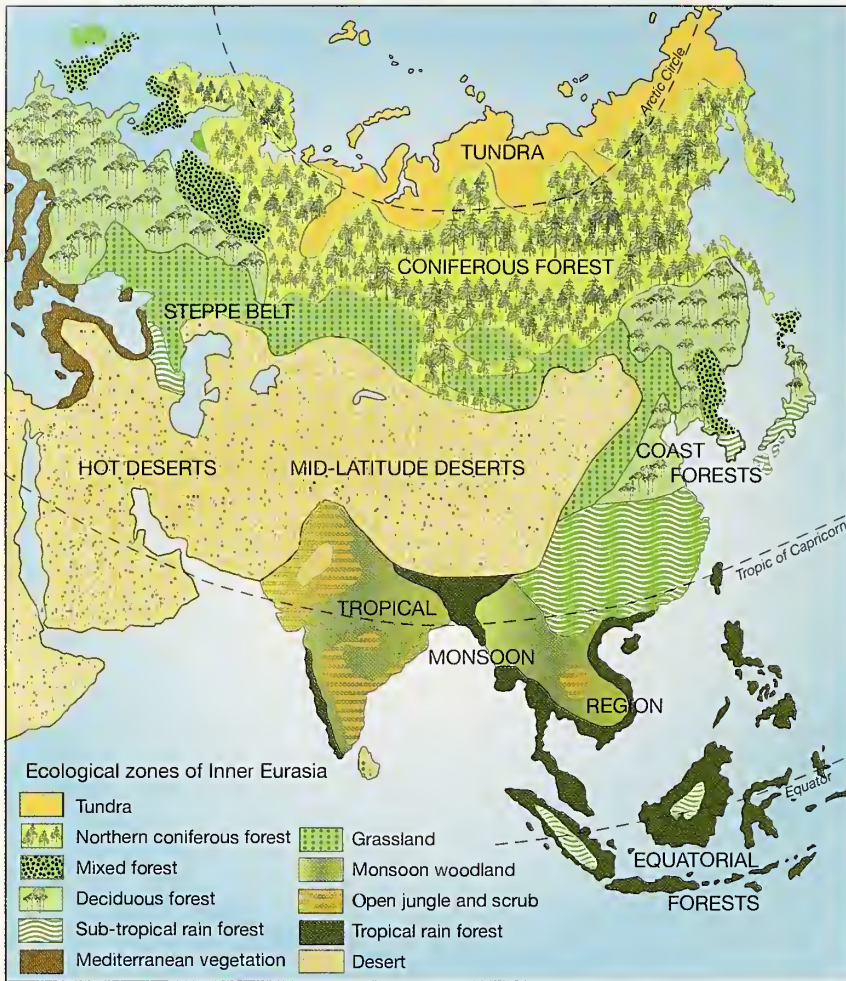 Arctic Circle
TUNDRA
CONIFEROUS FOREST
STEPPE BELT
COAST
FORESTS
HOT DESERTS
MID-LATITUDE DESERTS
Tropic of Capricorn
TROPICAL
MONSOON
REGION
Equator
EQUATORIAL
FORESTS
Ecological zones of Inner Eurasia
Tundra
Northern coniferous forest
Mixed forest
Deciduous forest
Sub-tropical rain forest
Mediterranean vegetation
Grassland
Monsoon woodland
Open jungle and scrub
Tropical rain forest
Desert